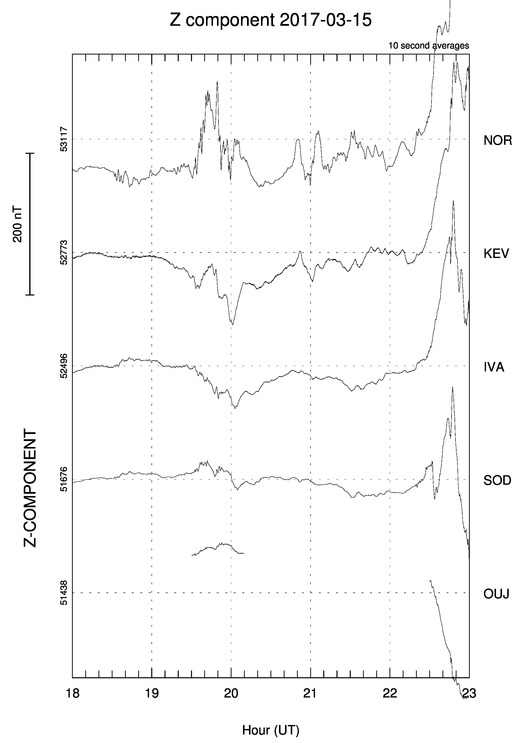 Z component 2017-03-15
10 second averages
53117
NOR
200 nT
52773
KEV
52496
IVA
Z-COMPONENT
51676
SOD
51438
OUJ
18 19 20 21 22 23
Hour (UT)